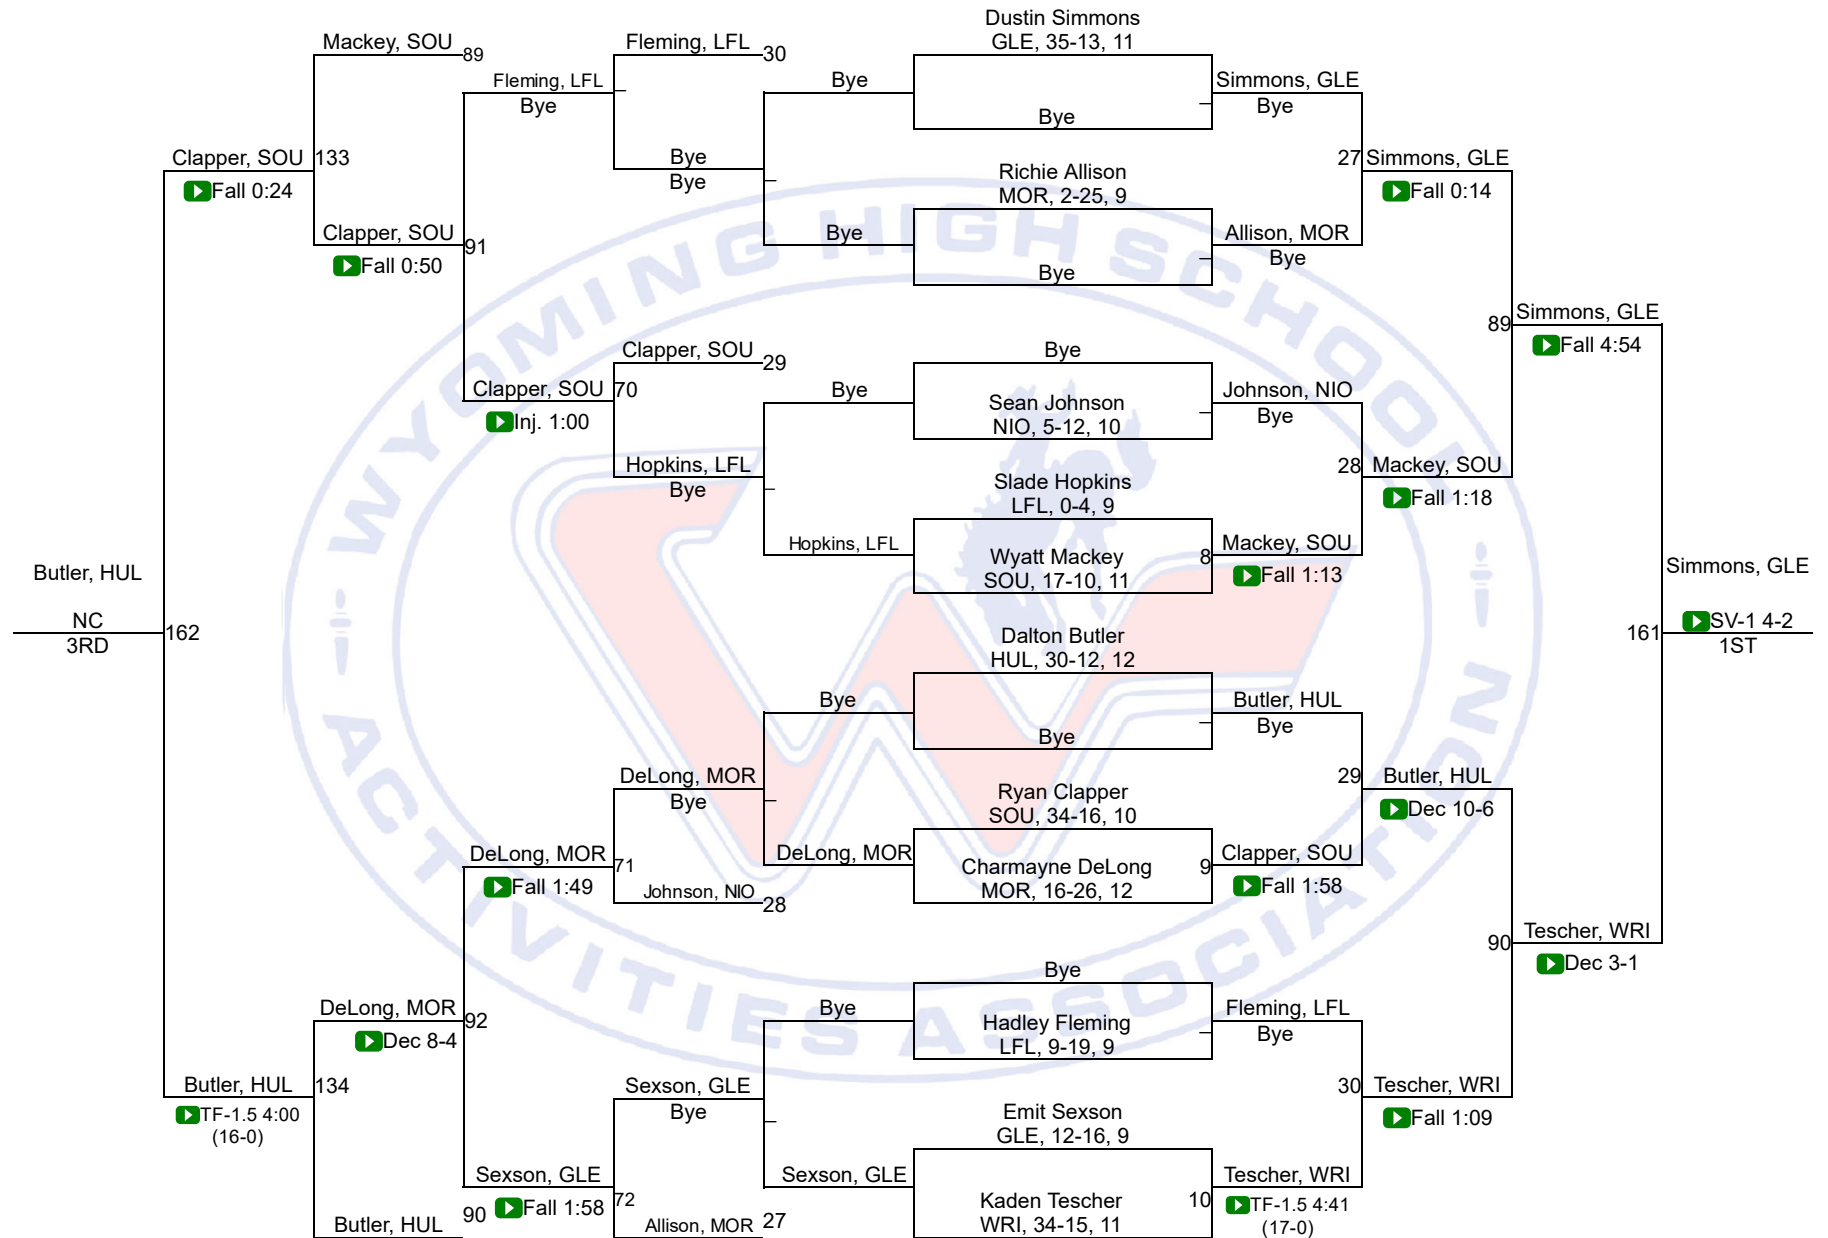 Dustin Simmons
GLE, 35-13, 11
Mackey, SOU
89
Fleming, LFL
30
Fleming, LFL
Bye
Bye
Simmons, GLE
Bye
Bye
Clapper, SOU
133
Fall 0:24
Bye
Bye
Richie Allison
MOR, 2-25, 9
27
Simmons, GLE
Fall 0:14
Clapper, SOU
91
Fall 0:50
Bye
Allison, MOR
Bye
Bye
WYOMING HIGH SCHOOL
ACTIVITIES ASSOCIATION
Clapper, SOU
29
Bye
89
Simmons, GLE
Fall 4:54
Clapper, SOU
70
Inj. 1:00
Bye
Sean Johnson
NIO, 5-12, 10
Johnson, NIO
Bye
Hopkins, LFL
Bye
Slade Hopkins
LFL, 0-4, 9
28
Mackey, SOU
Fall 1:18
Hopkins, LFL
Wyatt Mackey
SOU, 17-10, 11
8
Mackey, SOU
Fall 1:13
Butler, HUL
NC
3RD
162
Simmons, GLE
161
SV-1 4-2
1ST
Dalton Butler
HUL, 30-12, 12
Bye
Bye
Butler, HUL
Bye
DeLong, MOR
Bye
Ryan Clapper
SOU, 34-16, 10
29
Butler, HUL
Dec 10-6
DeLong, MOR
71
Fall 1:49
DeLong, MOR
Charmayne DeLong
MOR, 16-26, 12
9
Clapper, SOU
Fall 1:58
Johnson, NIO
28
90
Tescher, WRI
Dec 3-1
Bye
DeLong, MOR
92
Dec 8-4
Bye
Hadley Fleming
LFL, 9-19, 9
Fleming, LFL
Bye
Butler, HUL
134
TF-1.5 4:00
(16-0)
Sexson, GLE
Bye
Emit Sexson
GLE, 12-16, 9
30
Tescher, WRI
Fall 1:09
Sexson, GLE
72
Fall 1:58
Sexson, GLE
Kaden Tescher
WRI, 34-15, 11
10
Tescher, WRI
TF-1.5 4:41
(17-0)
Butler, HUL
90
Allison, MOR
27